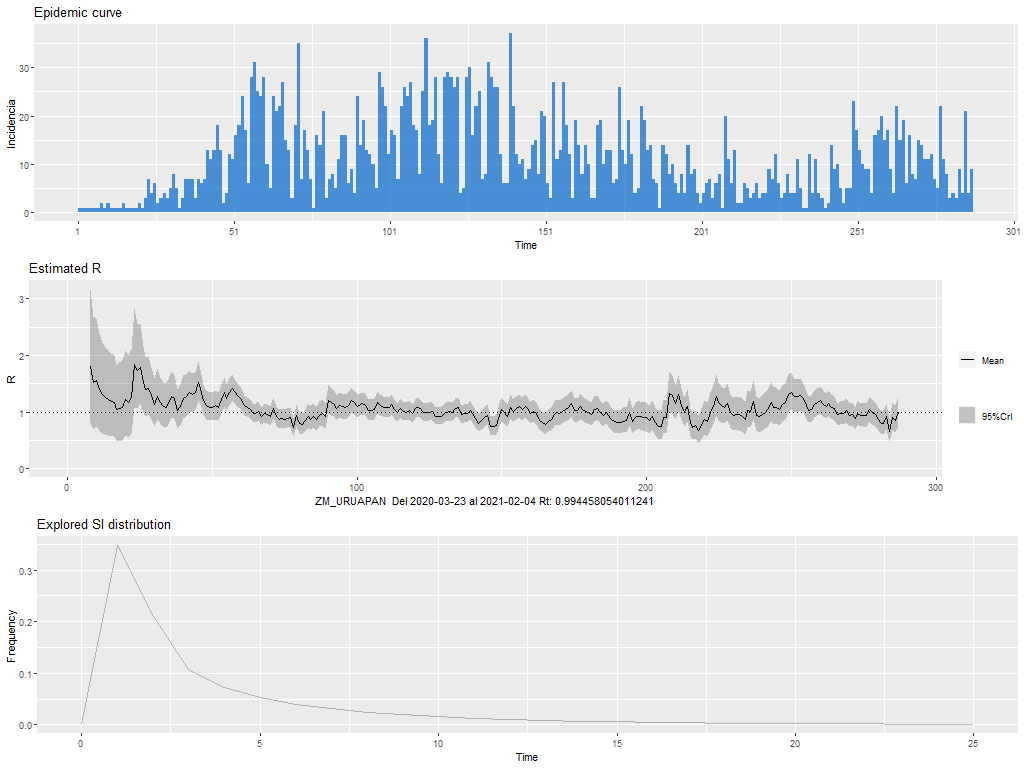 Epidemic curve
Incidencia
30
20
10
0
1
51
101
151
201
251
301
Time
Estimated R
R
3
2
1
0
0
100
200
300
Mean
95%CrI
ZM_URUAPAN Del 2020-03-23 al 2021-02-04 Rt: 0.994458054011241
Explored SI distribution
Frequency
0.3
0.2
0.1
0.0
0
5
10
15
20
25
Time